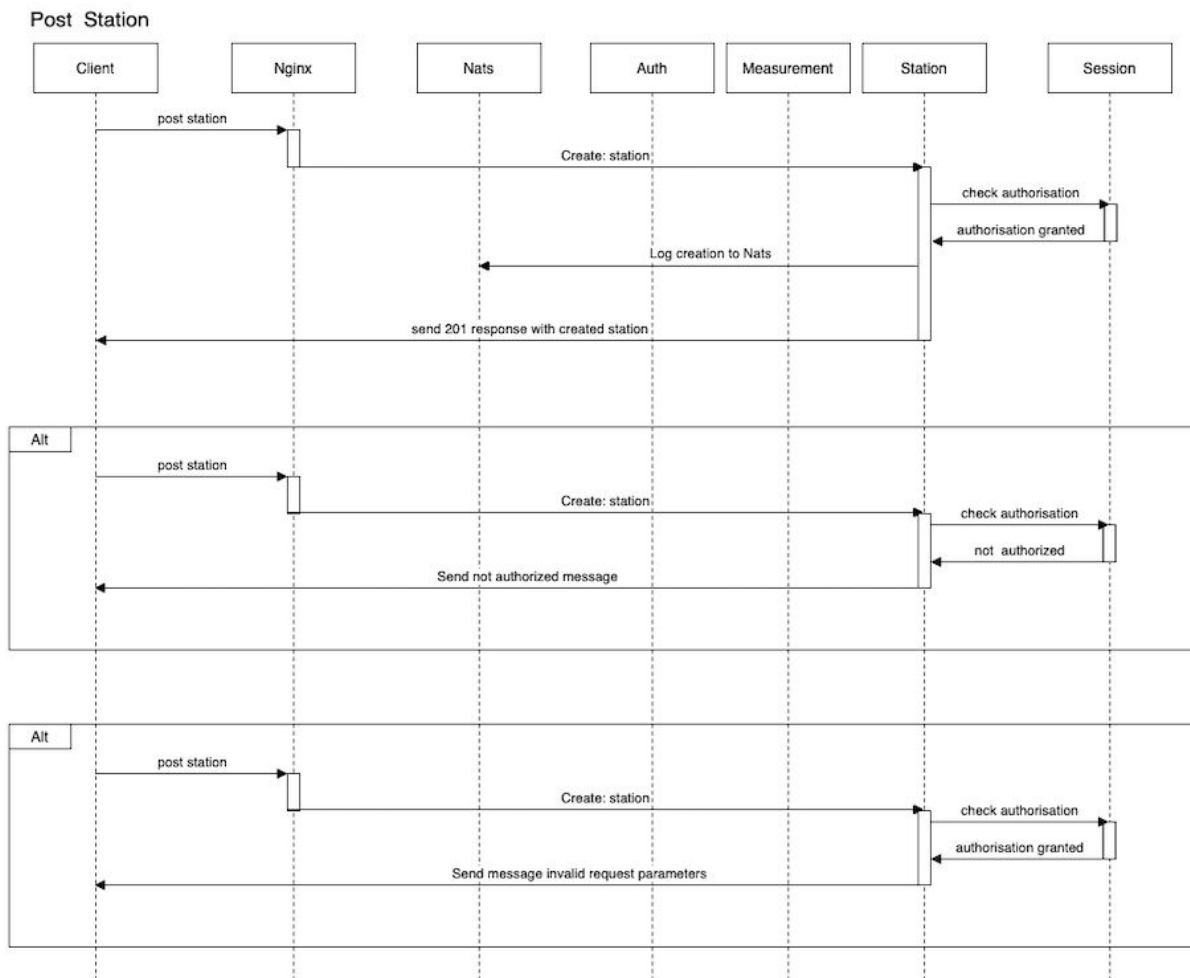 Post Station
Client
Nginx
Nats
Auth
Measurement
Station
Session
post station
Create: station
check authorisation
authorisation granted
Log creation to Nats
send 201 response with created station
Alt
post station
Create: station
check authorisation
not authorized
Send not authorized message
Alt
post station
Create: station
check authorisation
authorisation granted
Send message invalid request parameters